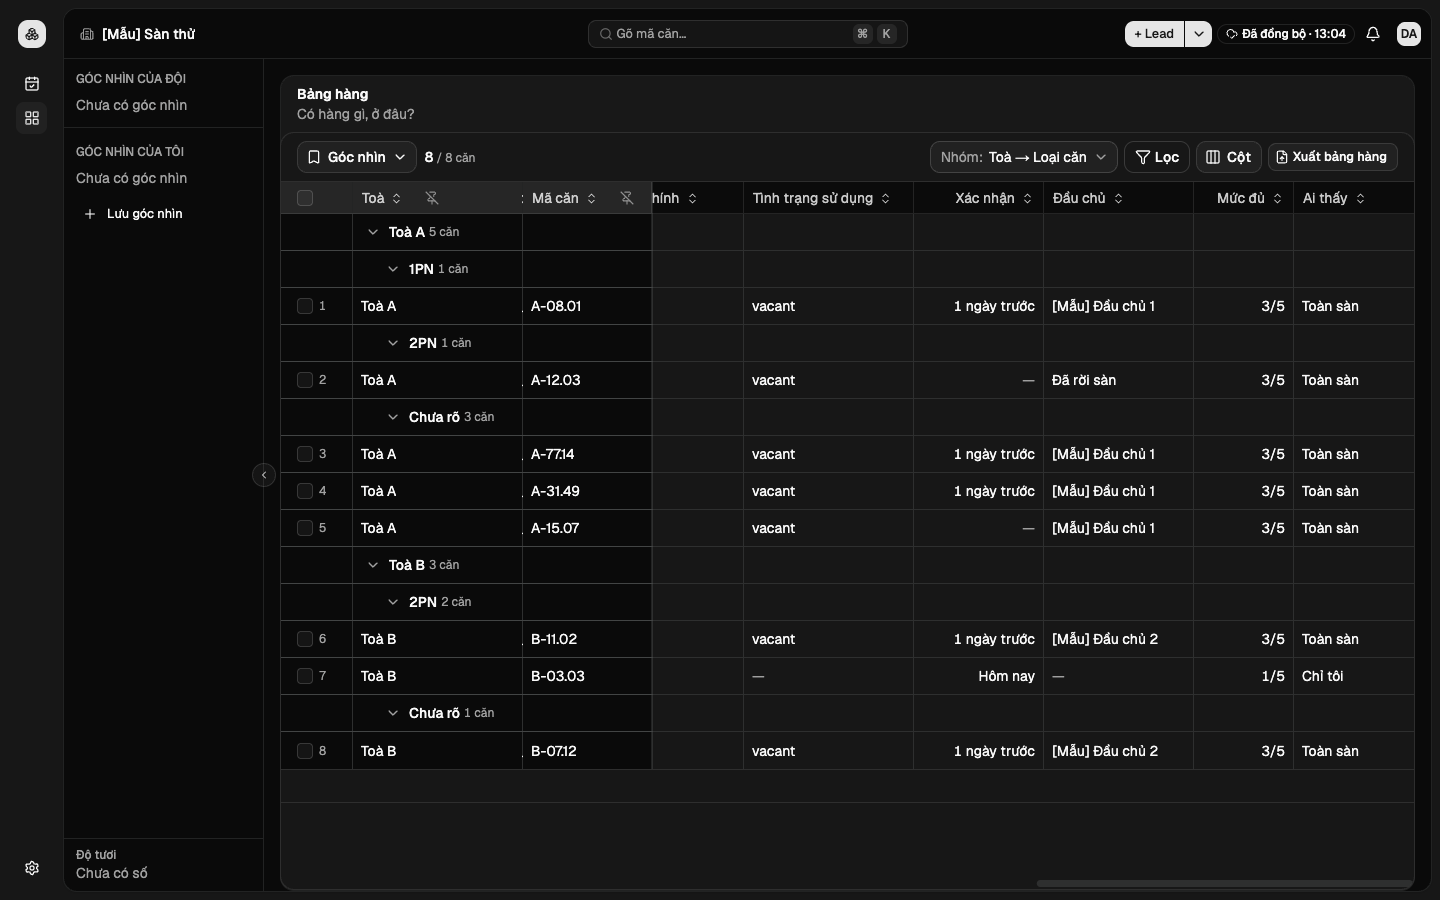 [Mẫu] Sàn thử
Gõ mã căn...
⌘ K
+ Lead
Đã đồng bộ · 13:04
DA
GÓC NHÌN CỦA ĐỘI
Chưa có góc nhìn
GÓC NHÌN CỦA TÔI
Chưa có góc nhìn
+ Lưu góc nhìn
Độ tươi
Chưa có số
Bảng hàng
Có hàng gì, ở đâu?
Góc nhìn 8 / 8 căn
Nhóm: Toà → Loại căn
Lọc
Cột
Xuất bảng hàng
Toà Mã căn hính Tình trạng sử dụng Xác nhận Đầu chủ Mức đủ Ai thấy
Toà A 5 căn
1PN 1 căn
1 Toà A A-08.01 vacant 1 ngày trước [Mẫu] Đầu chủ 1 3/5 Toàn sàn
2PN 1 căn
2 Toà A A-12.03 vacant — Đã rời sàn 3/5 Toàn sàn
Chưa rõ 3 căn
3 Toà A A-77.14 vacant 1 ngày trước [Mẫu] Đầu chủ 1 3/5 Toàn sàn
4 Toà A A-31.49 vacant 1 ngày trước [Mẫu] Đầu chủ 1 3/5 Toàn sàn
5 Toà A A-15.07 vacant — [Mẫu] Đầu chủ 1 3/5 Toàn sàn
Toà B 3 căn
2PN 2 căn
6 Toà B B-11.02 vacant 1 ngày trước [Mẫu] Đầu chủ 2 3/5 Toàn sàn
7 Toà B B-03.03 — Hôm nay — 1/5 Chỉ tôi
Chưa rõ 1 căn
8 Toà B B-07.12 vacant 1 ngày trước [Mẫu] Đầu chủ 2 3/5 Toàn sàn